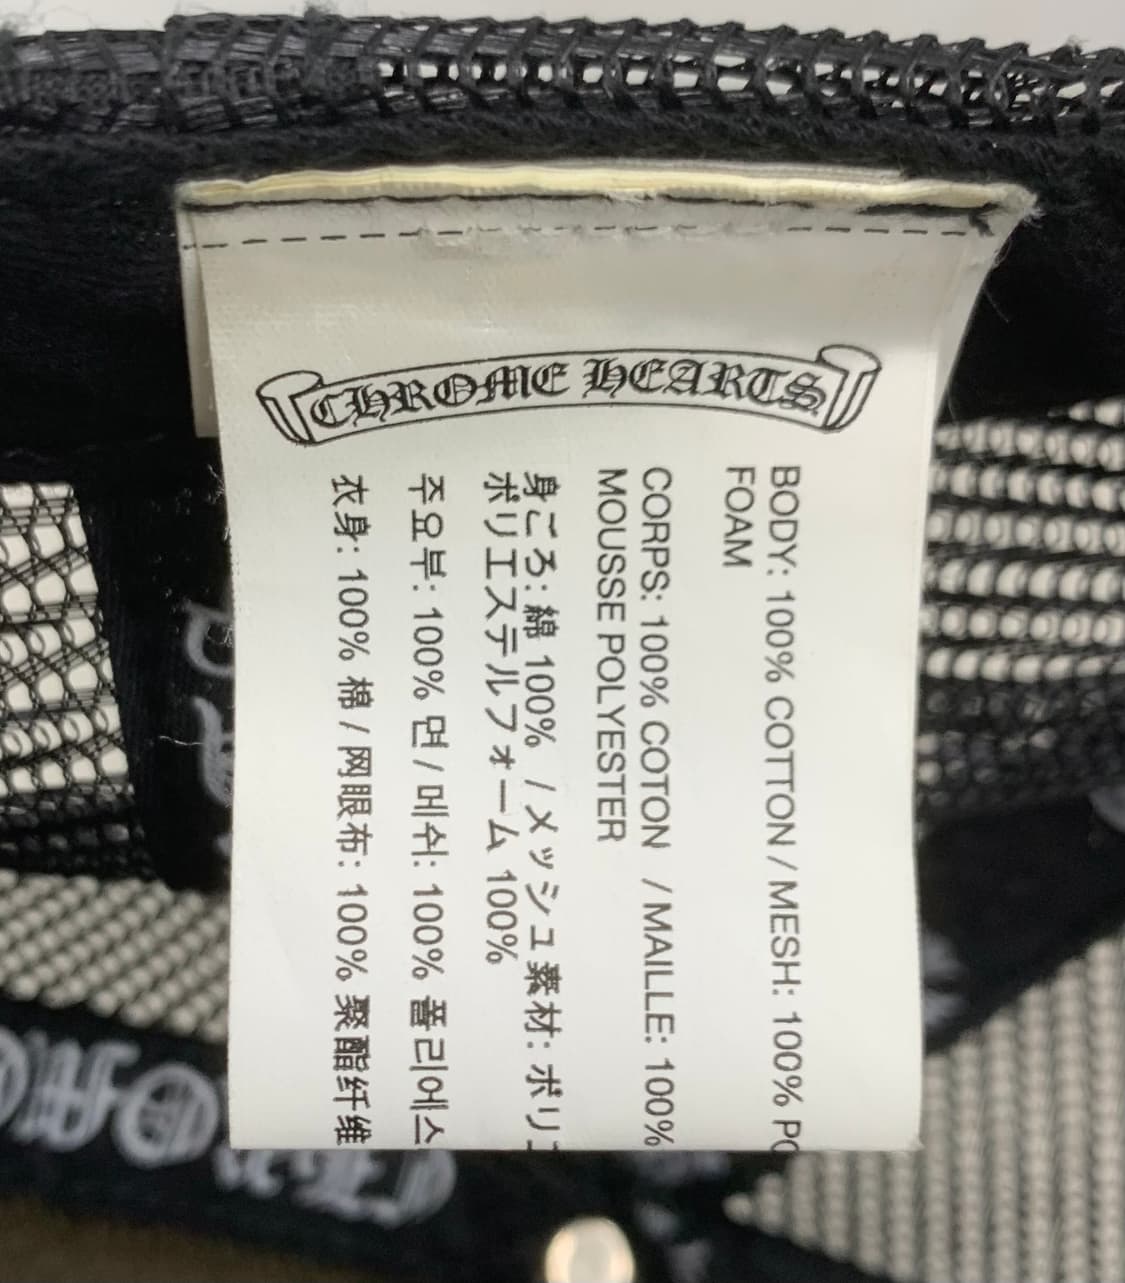 CHROME HEARTS
BODY: 100% COTTON / MESH: 100% PO
FOAM
CORPS: 100% COTON / MAILLE: 100%
MOUSSE POLYESTER
身ごろ: 綿 100% / メッシュ素材: ポリエ
ポリエステルフォーム 100%
주요부: 100% 면 / 메쉬: 100% 폴리에스
衣身: 100% 棉 / 网眼布: 100% 聚酯纤维